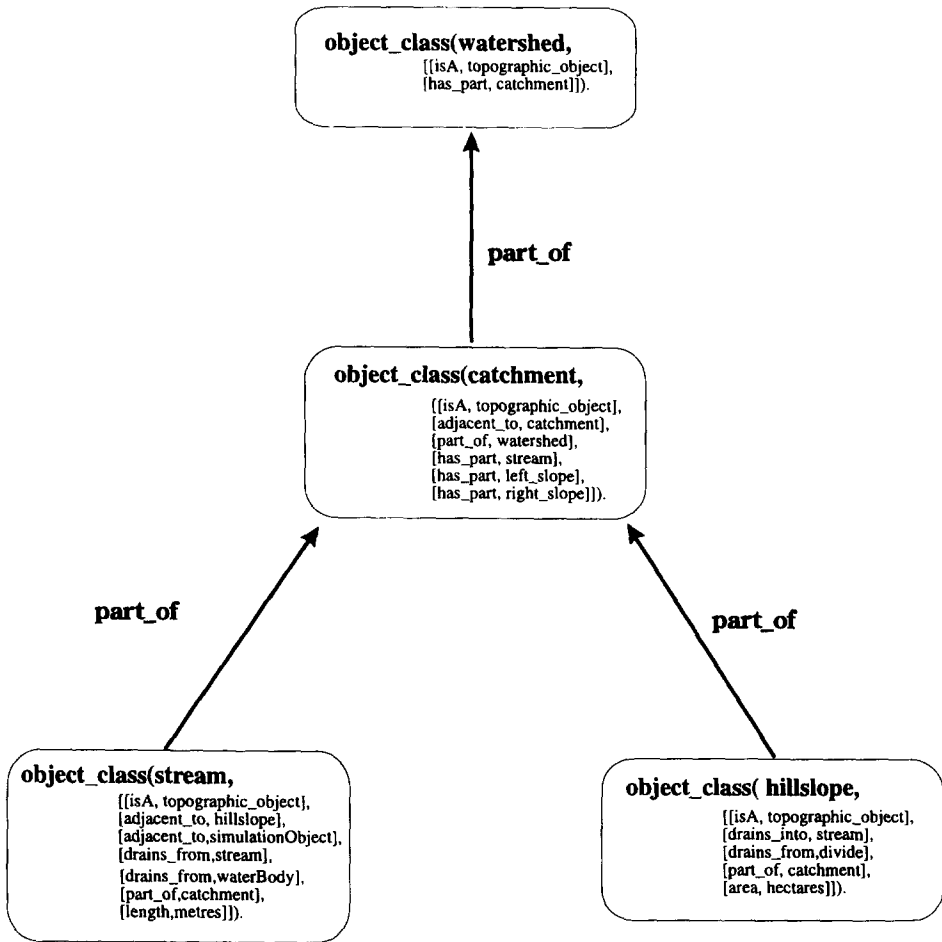 object_class(watershed,
[[isA, topographic_object],
[has_part, catchment]]).
part_of
object_class(catchment,
[[isA, topographic_object],
[adjacent_to, catchment],
[part_of, watershed],
[has_part, stream],
[has_part, left_slope],
[has_part, right_slope]]).
part_of
part_of
object_class(stream,
[[isA, topographic_object],
[adjacent_to, hillslope],
[adjacent_to,simulationObject],
[drains_from,stream],
[drains_from,waterBody],
[part_of,catchment],
[length,metres]]).
object_class( hillslope,
[[isA, topographic_object],
[drains_into, stream],
[drains_from,divide],
[part_of, catchment],
[area, hectares]]).